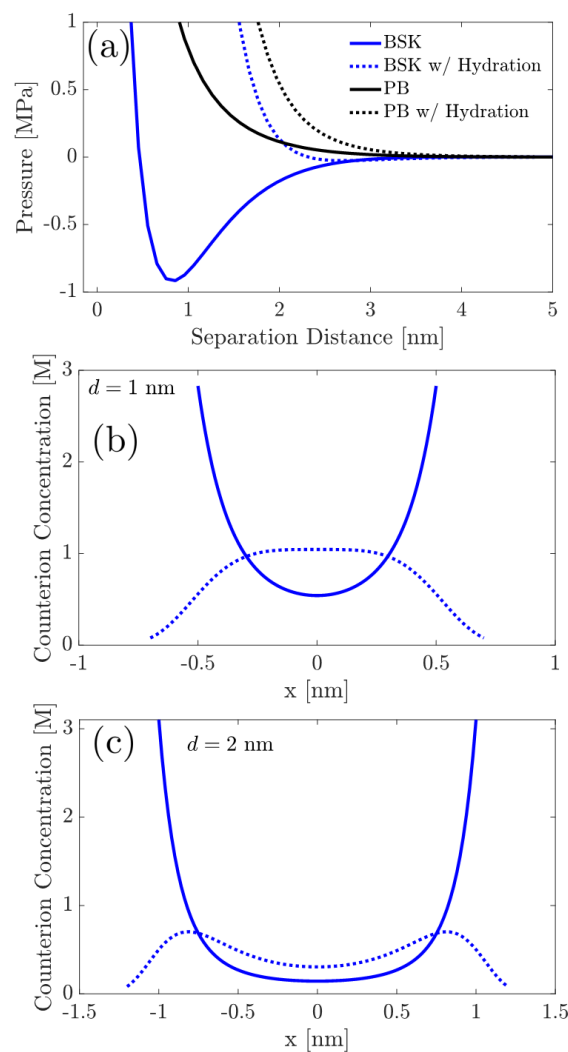 (a)
BSK
BSK w/ Hydration
PB
PB w/ Hydration
Pressure [MPa]
1
0.5
0
-0.5
-1
0 1 2 3 4 5
Separation Distance [nm]
(b)
d = 1 nm
Counterion Concentration [M]
3
2
1
0
-1 -0.5 0 0.5 1
x [nm]
(c)
d = 2 nm
Counterion Concentration [M]
3
2
1
0
-1.5 -1 -0.5 0 0.5 1 1.5
x [nm]